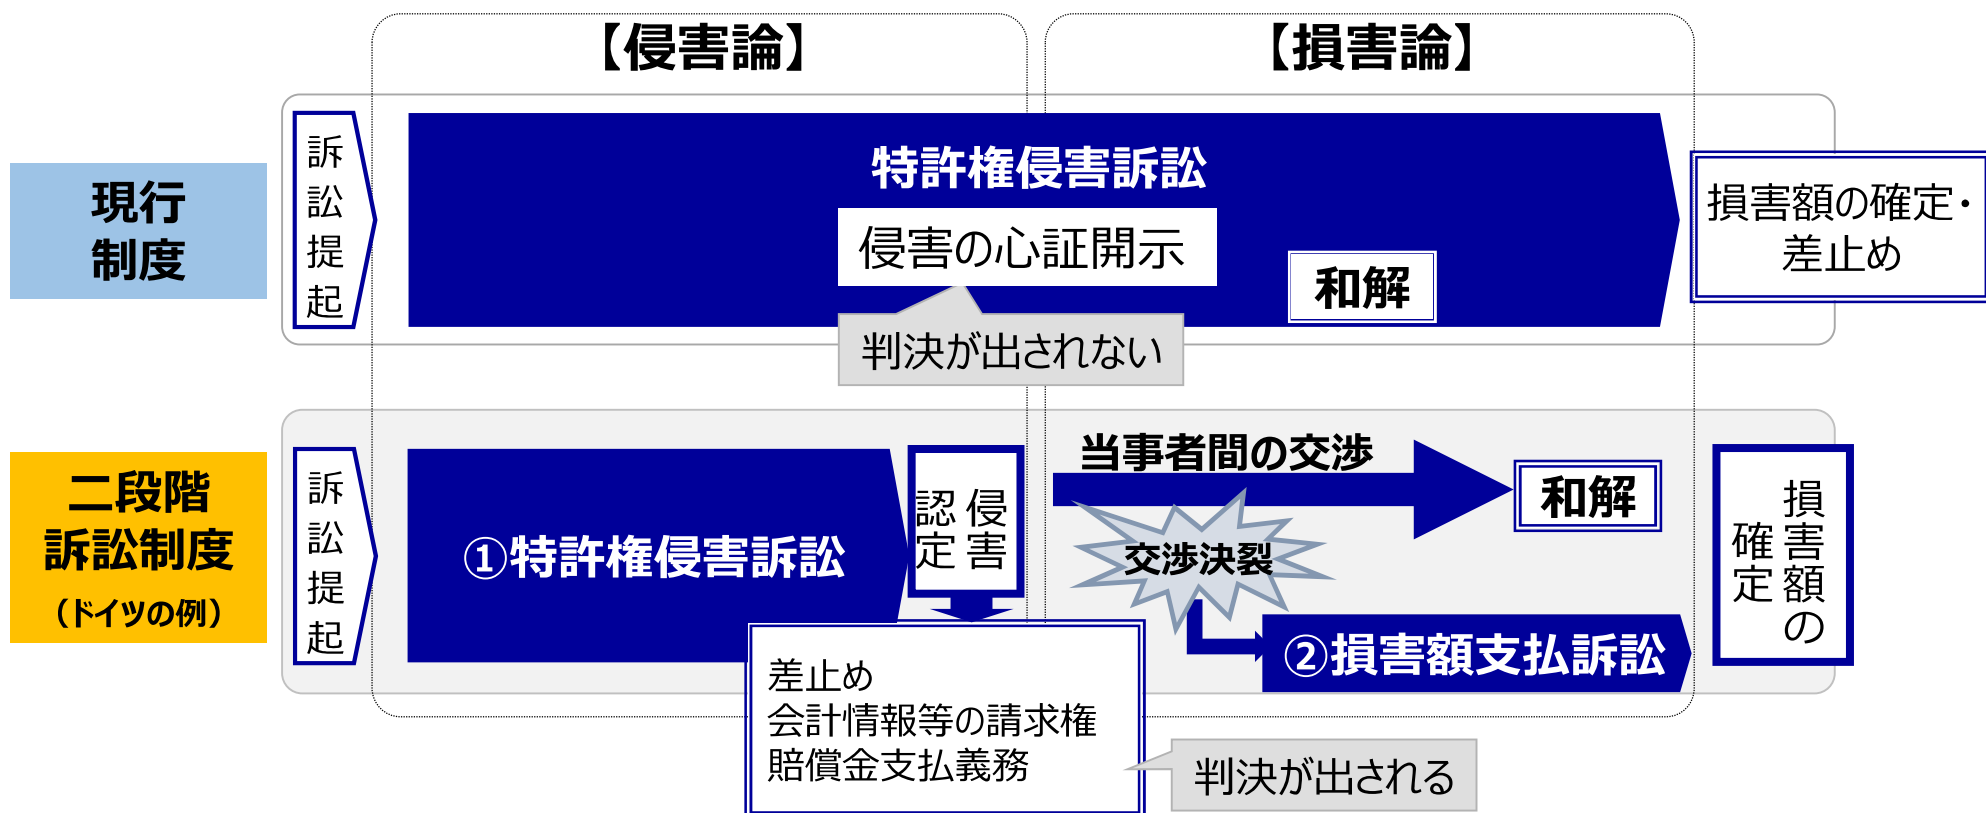 【侵害論】
【損害論】
現行
制度
訴訟提起
特許権侵害訴訟
侵害の心証開示
和解
判決が出されない
損害額の確定・
差止め
二段階
訴訟制度
（ドイツの例）
訴訟提起
①特許権侵害訴訟
侵害
認定
当事者間の交渉
和解
交渉決裂
②損害額支払訴訟
損害額の
確定
差止め
会計情報等の請求権
賠償金支払義務
判決が出される